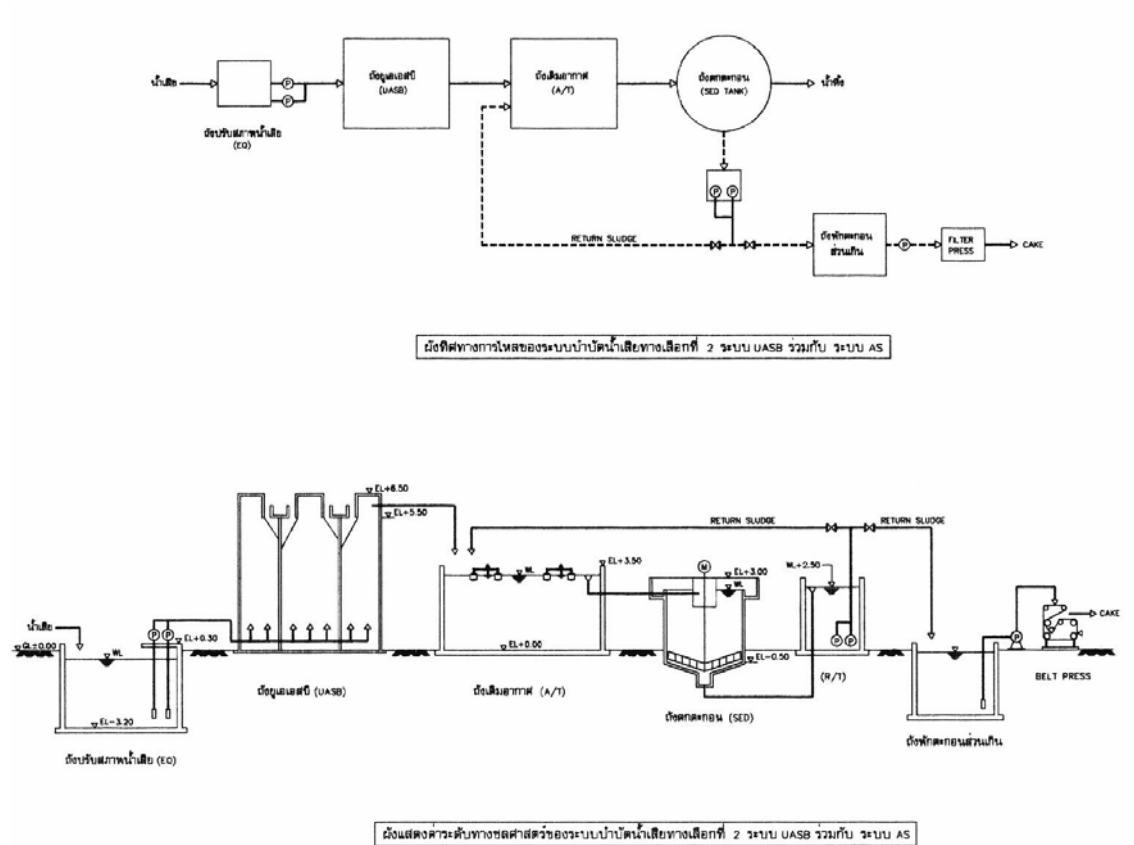 น้ำเสีย
P
P
ถังปรับสภาพน้ำเสีย
(EQ)
ถังยูเอเอสบี
(UASB)
ถังเติมอากาศ
(A/T)
ถังตกตะกอน
(SED TANK)
น้ำทิ้ง
P P
RETURN SLUDGE
ถังพักตะกอน
ส่วนเกิน
P
FILTER
PRESS
CAKE
ผังทิศทางการไหลของระบบบำบัดน้ำเสียทางเลือกที่ 2 ระบบ UASB ร่วมกับ ระบบ AS
น้ำเสีย
GL±0.00
WL
P P
EL+0.30
EL-3.20
ถังปรับสภาพน้ำเสีย (EQ)
EL+6.50
EL+5.50
ถังยูเอเอสบี (UASB)
WL
EL+3.50
EL±0.00
ถังเติมอากาศ (A/T)
RETURN SLUDGE
RETURN SLUDGE
M
EL+3.00
WL
EL-0.50
ถังตกตะกอน (SED)
WL+2.50
P P
(R/T)
WL
ถังพักตะกอนส่วนเกิน
P
CAKE
BELT PRESS
ผังแสดงค่าระดับทางชลศาสตร์ของระบบบำบัดน้ำเสียทางเลือกที่ 2 ระบบ UASB ร่วมกับ ระบบ AS